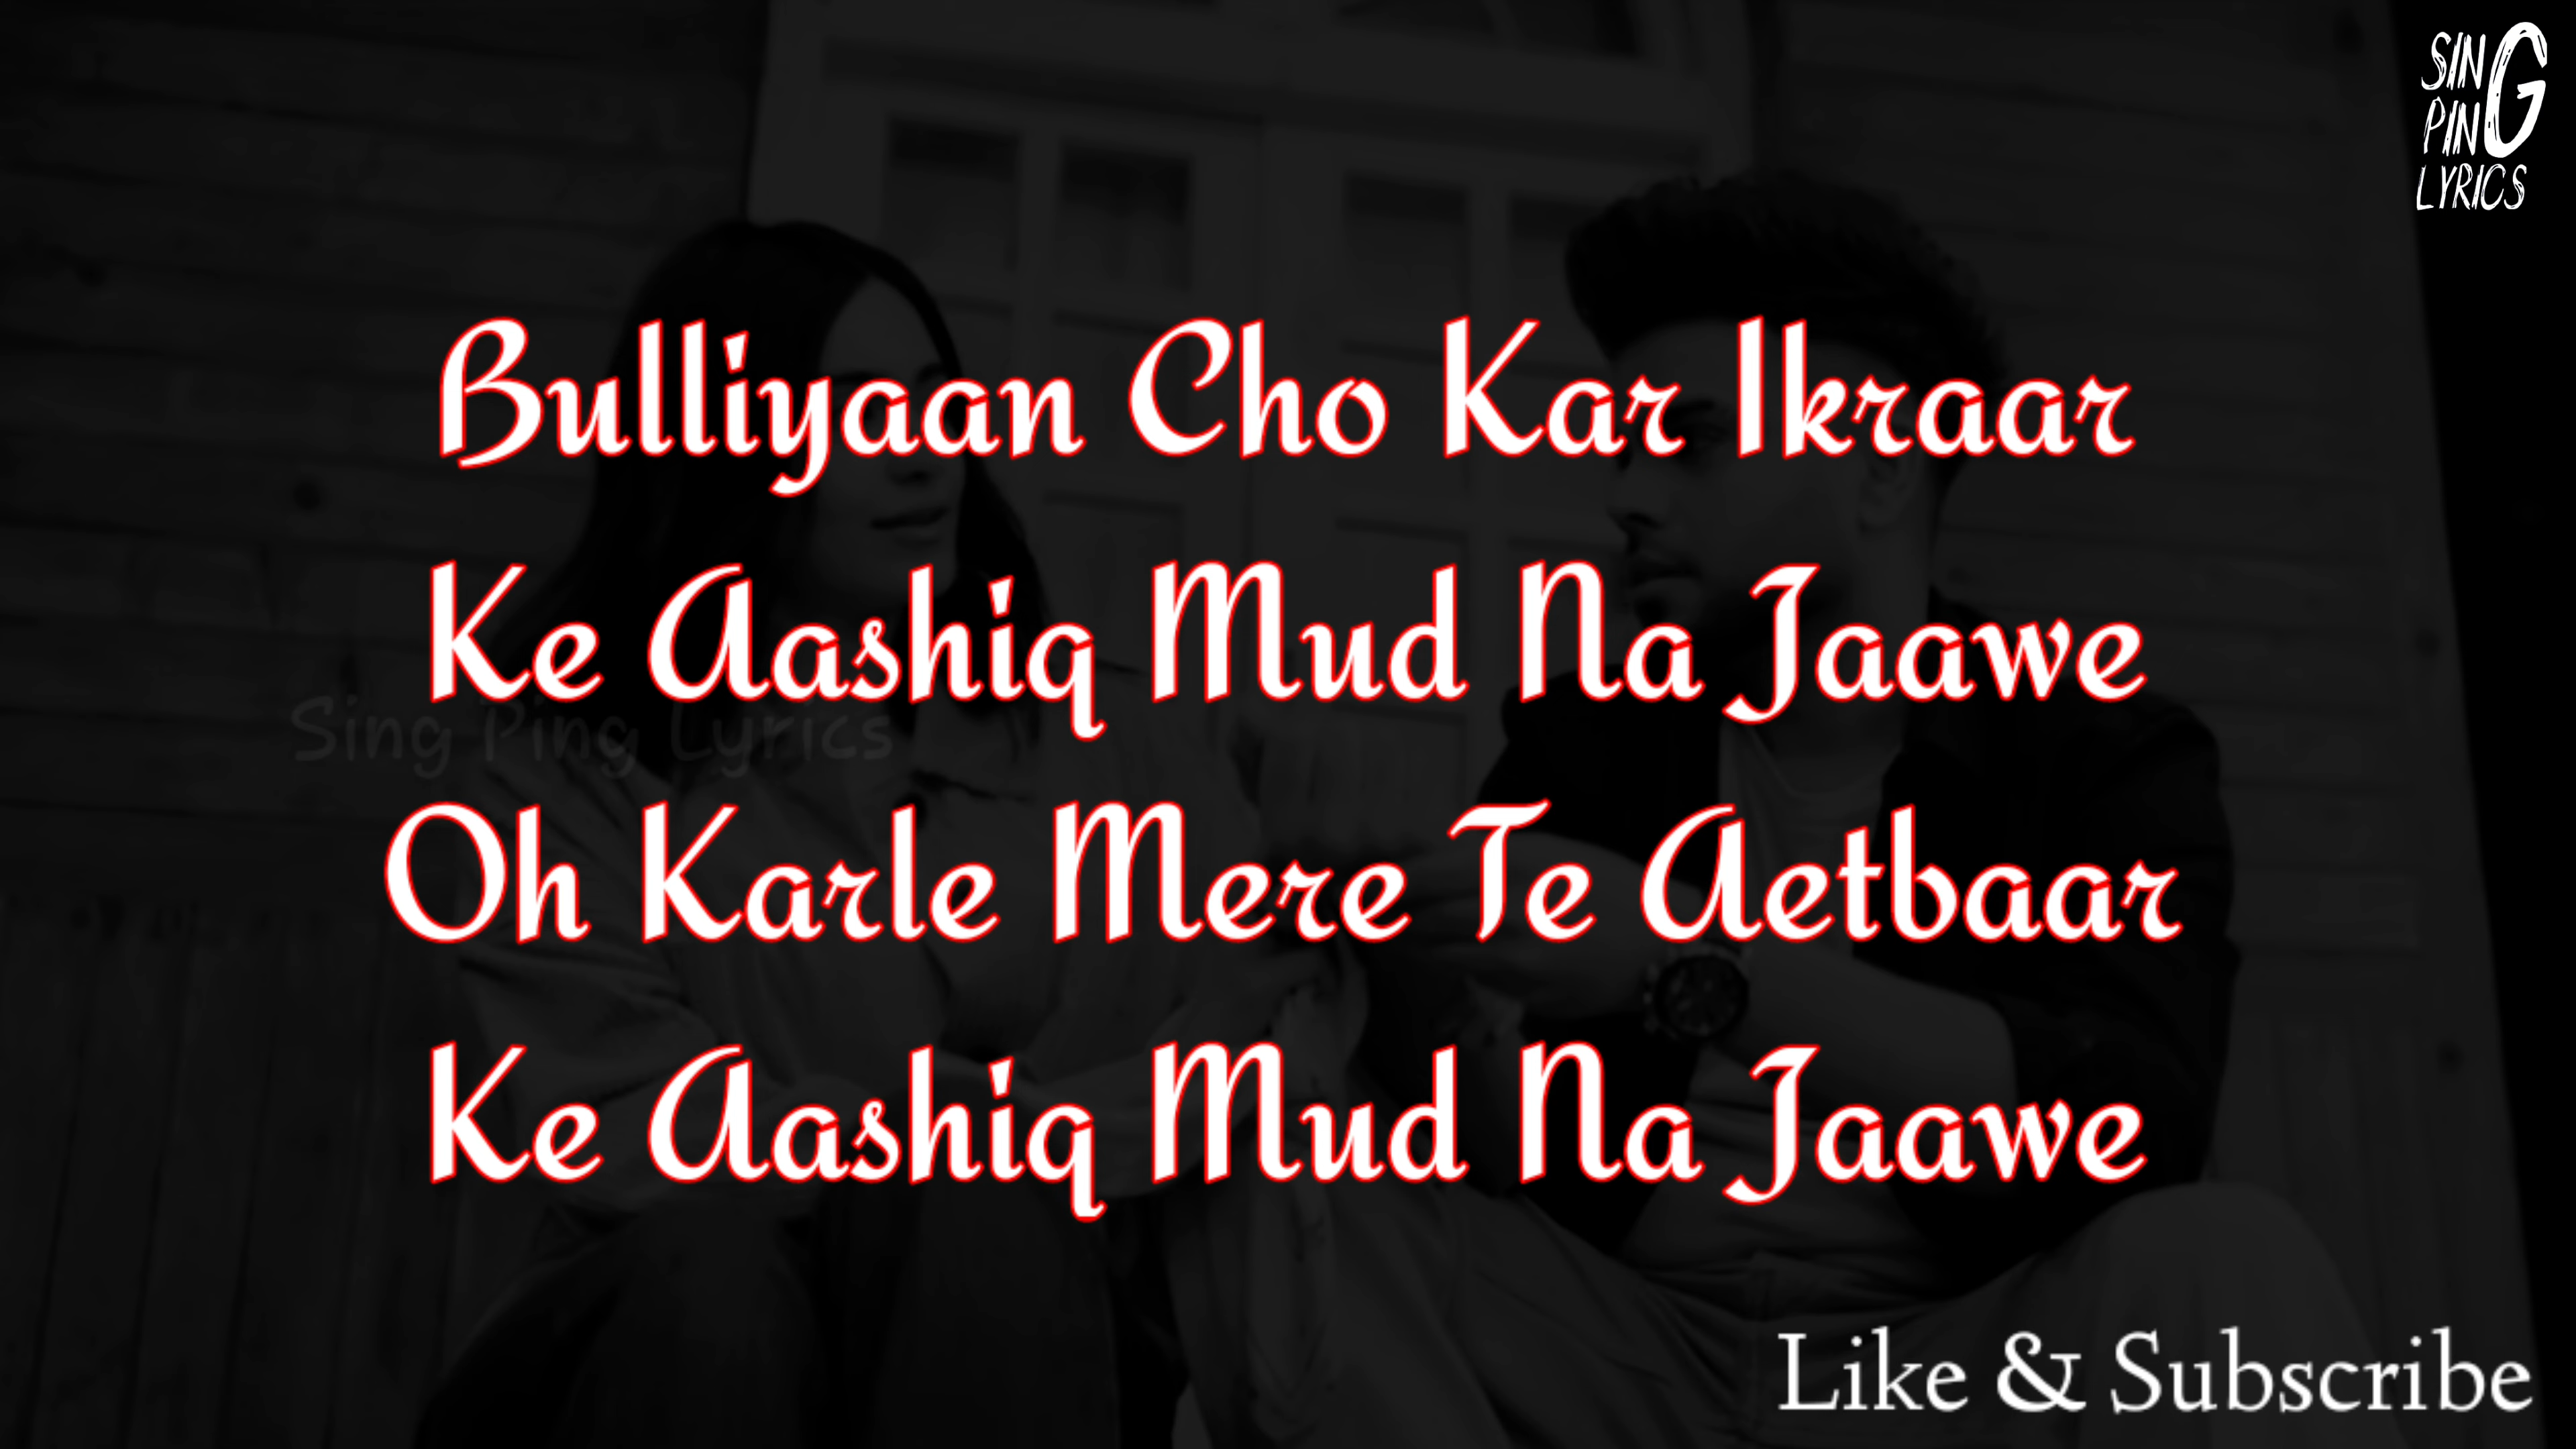 SING
PING
LYRICS
Bulliyaan Cho Kar Ikraar
Ke Aashiq Mud Na Jaawe
Sing Ping Lyrics
Oh Karle Mere Te Aetbaar
Ke Aashiq Mud Na Jaawe
Like & Subscribe